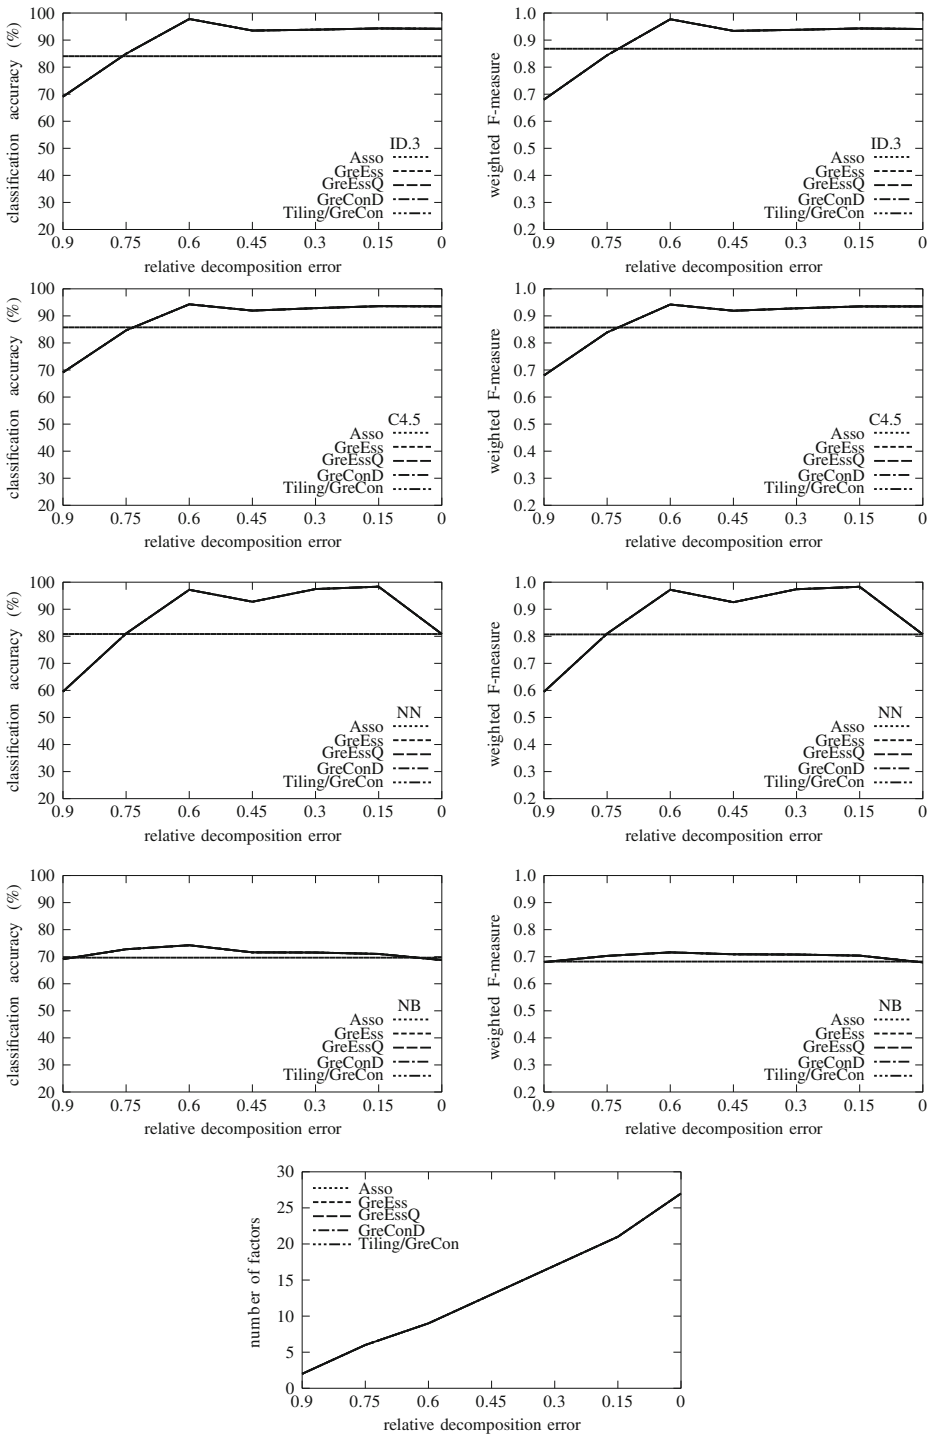 classification accuracy (%)
100
90
80
70
60
50
40
30
20
ID.3
Asso
GreEss
GreEssQ
GreConD
Tiling/GreCon
0.9 0.75 0.6 0.45 0.3 0.15 0
relative decomposition error
weighted F-measure
1.0
0.9
0.8
0.7
0.6
0.5
0.4
0.3
0.2
ID.3
Asso
GreEss
GreEssQ
GreConD
Tiling/GreCon
0.9 0.75 0.6 0.45 0.3 0.15 0
relative decomposition error
classification accuracy (%)
100
90
80
70
60
50
40
30
20
C4.5
Asso
GreEss
GreEssQ
GreConD
Tiling/GreCon
0.9 0.75 0.6 0.45 0.3 0.15 0
relative decomposition error
weighted F-measure
1.0
0.9
0.8
0.7
0.6
0.5
0.4
0.3
0.2
C4.5
Asso
GreEss
GreEssQ
GreConD
Tiling/GreCon
0.9 0.75 0.6 0.45 0.3 0.15 0
relative decomposition error
classification accuracy (%)
100
90
80
70
60
50
40
30
20
NN
Asso
GreEss
GreEssQ
GreConD
Tiling/GreCon
0.9 0.75 0.6 0.45 0.3 0.15 0
relative decomposition error
weighted F-measure
1.0
0.9
0.8
0.7
0.6
0.5
0.4
0.3
0.2
NN
Asso
GreEss
GreEssQ
GreConD
Tiling/GreCon
0.9 0.75 0.6 0.45 0.3 0.15 0
relative decomposition error
classification accuracy (%)
100
90
80
70
60
50
40
30
20
NB
Asso
GreEss
GreEssQ
GreConD
Tiling/GreCon
0.9 0.75 0.6 0.45 0.3 0.15 0
relative decomposition error
weighted F-measure
1.0
0.9
0.8
0.7
0.6
0.5
0.4
0.3
0.2
NB
Asso
GreEss
GreEssQ
GreConD
Tiling/GreCon
0.9 0.75 0.6 0.45 0.3 0.15 0
relative decomposition error
number of factors
30
25
20
15
10
5
0
Asso
GreEss
GreEssQ
GreConD
Tiling/GreCon
0.9 0.75 0.6 0.45 0.3 0.15 0
relative decomposition error